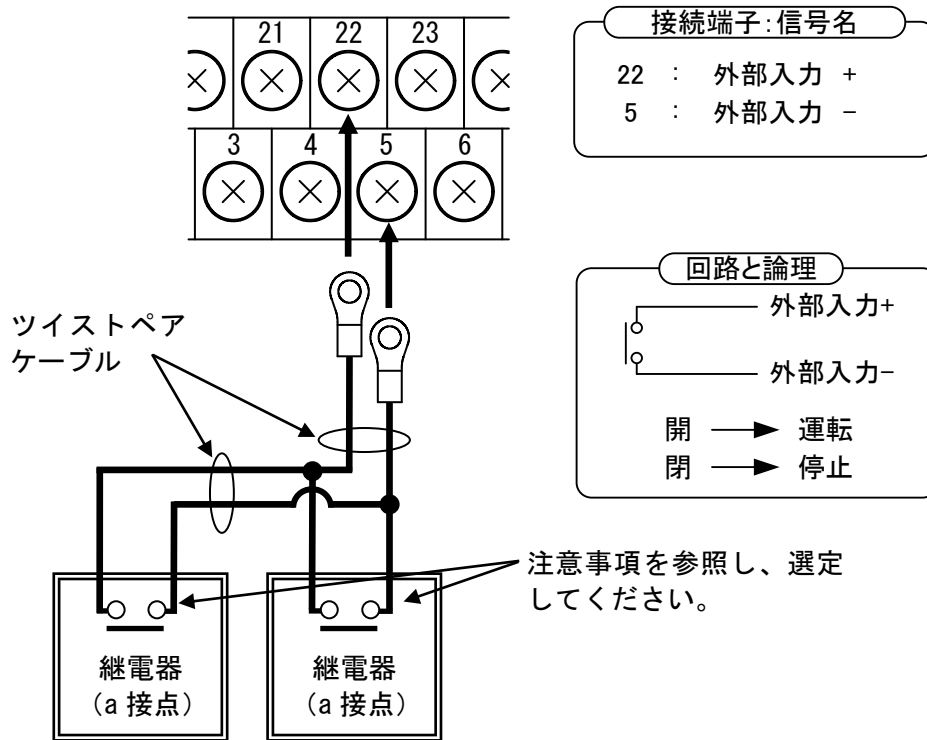 21 22 23
3 4 5 6
接続端子:信号名
22 : 外部入力 +
5 : 外部入力 −
回路と論理
外部入力+
外部入力−
開 → 運転
閉 → 停止
ツイストペア
ケーブル
注意事項を参照し、選定
してください。
継電器
(a 接点)
継電器
(a 接点)